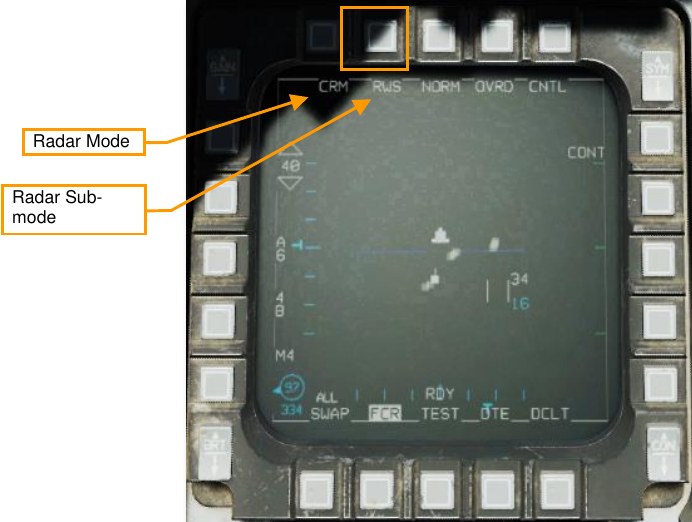 GAIN
SYM
CRM RWS NORM OVRD CNTL
Radar Mode
CONT
40
Radar Sub-
mode
A
6
34
16
4
B
M4
97
334
ALL
RDY
SWAP FCR TEST DTE DCLT
BRT
CON